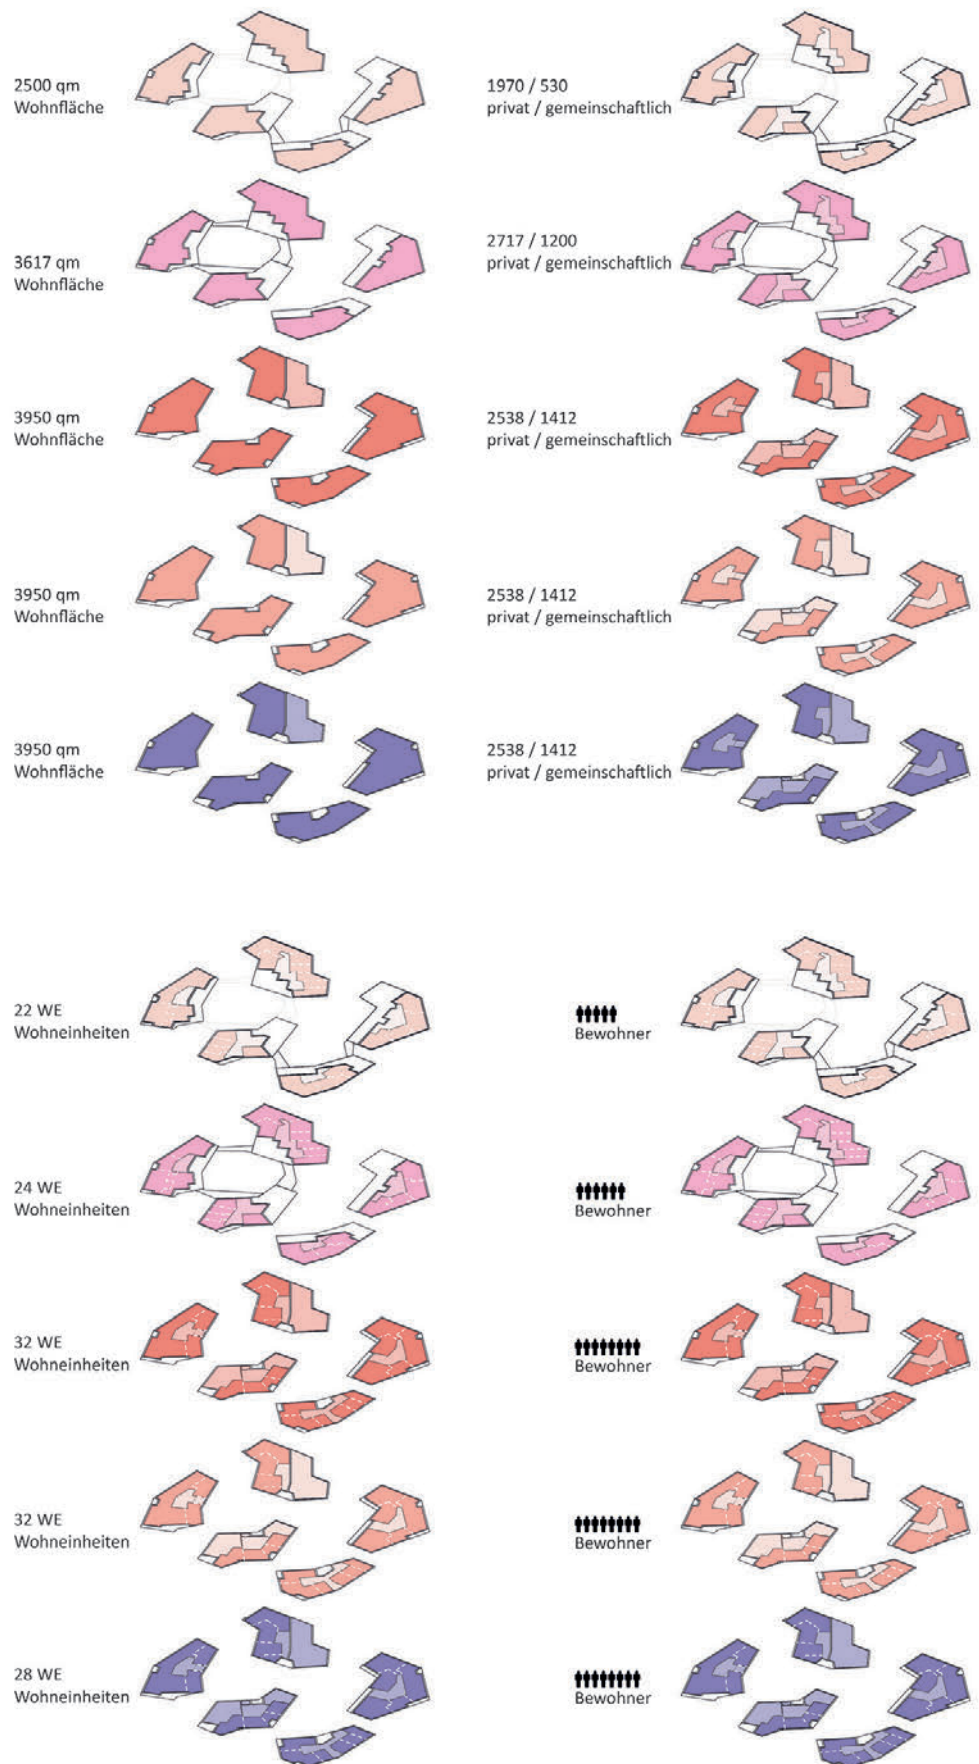 2500 qm
Wohnfläche
1970 / 530
privat / gemeinschaftlich
3617 qm
Wohnfläche
2717 / 1200
privat / gemeinschaftlich
3950 qm
Wohnfläche
2538 / 1412
privat / gemeinschaftlich
3950 qm
Wohnfläche
2538 / 1412
privat / gemeinschaftlich
3950 qm
Wohnfläche
2538 / 1412
privat / gemeinschaftlich
22 WE
Wohneinheiten
Bewohner
24 WE
Wohneinheiten
Bewohner
32 WE
Wohneinheiten
Bewohner
32 WE
Wohneinheiten
Bewohner
28 WE
Wohneinheiten
Bewohner